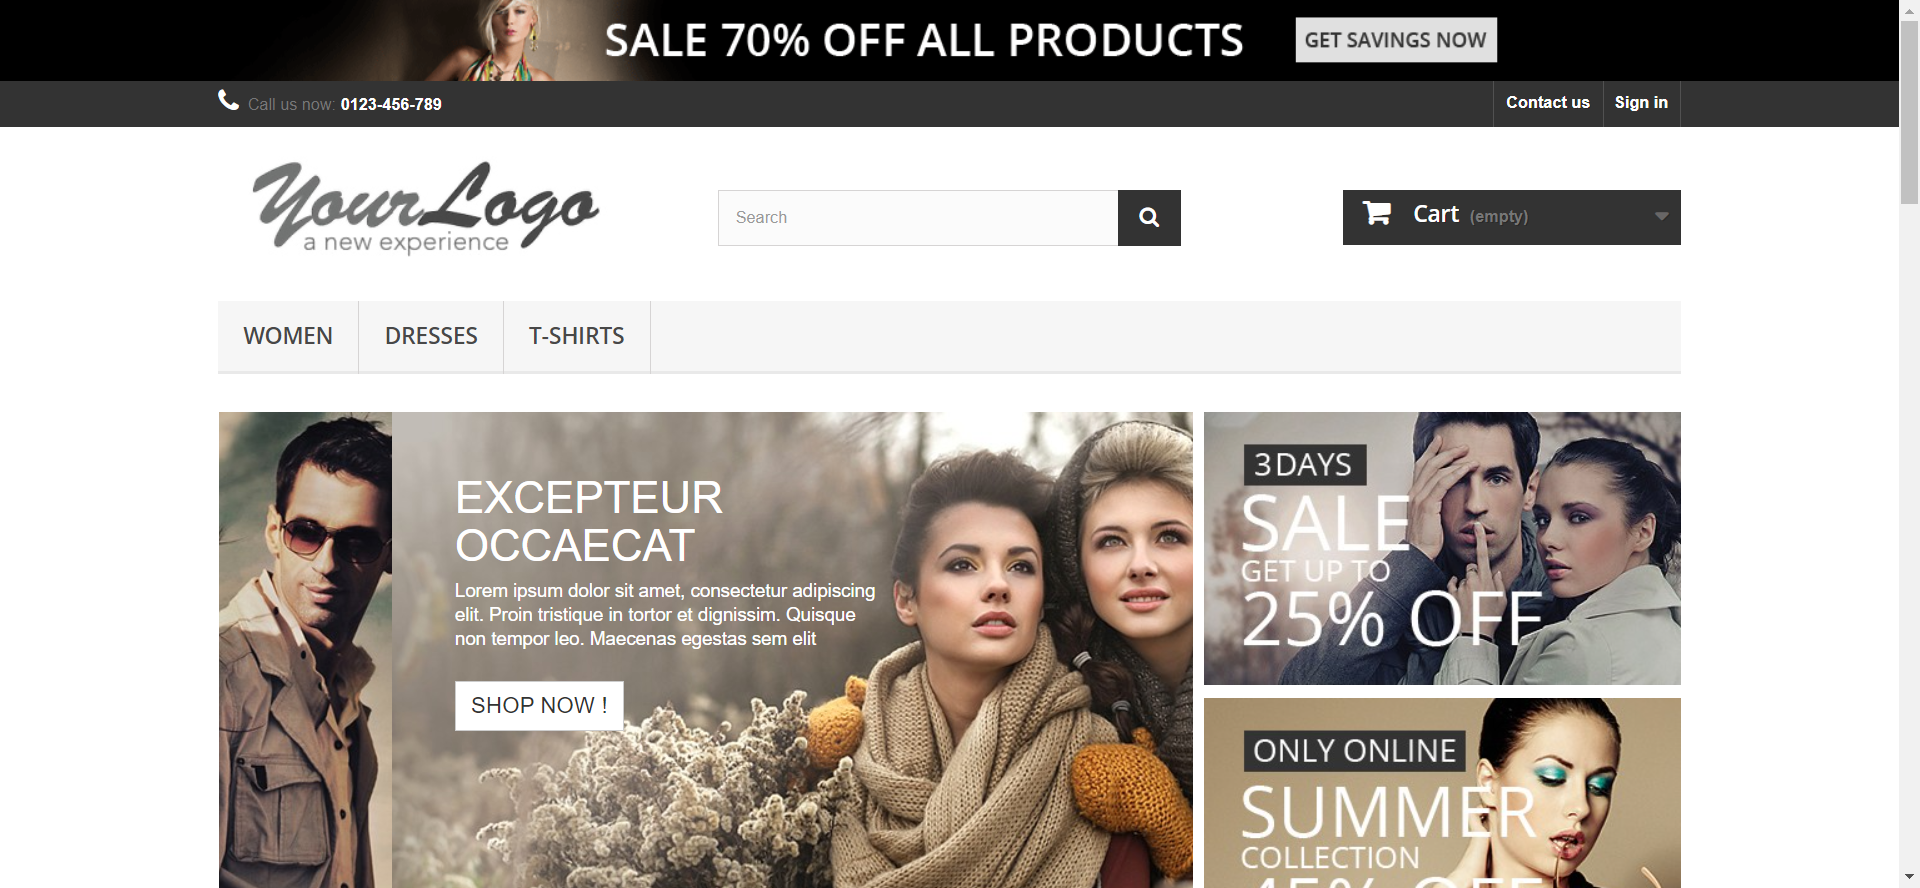 SALE 70% OFF ALL PRODUCTS
GET SAVINGS NOW
Call us now: 0123-456-789
Contact us
Sign in
YourLogo
a new experience
Search
Cart (empty)
WOMEN
DRESSES
T-SHIRTS
EXCEPTEUR
OCCAECAT
Lorem ipsum dolor sit amet, consectetur adipiscing
elit. Proin tristique in tortor et dignissim. Quisque
non tempor leo. Maecenas egestas sem elit
SHOP NOW !
3 DAYS
SALE
GET UP TO
25% OFF
ONLY ONLINE
SUMMER
COLLECTION
45% OFF